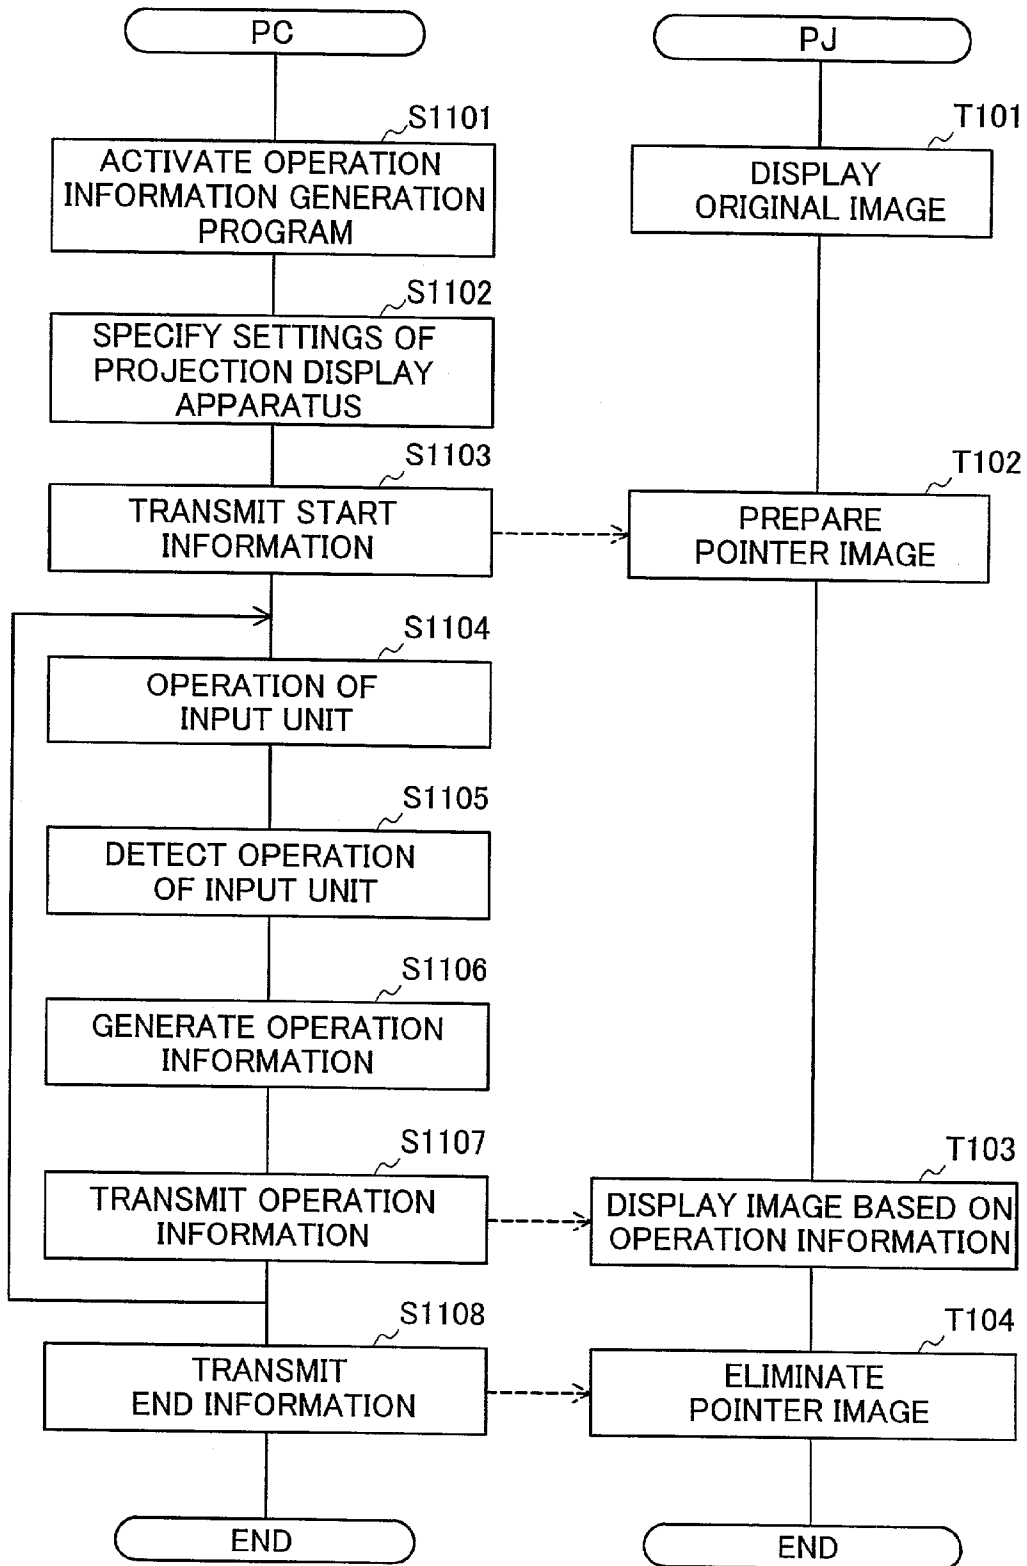 PC
S1101
ACTIVATE OPERATION
INFORMATION GENERATION
PROGRAM
S1102
SPECIFY SETTINGS OF
PROJECTION DISPLAY
APPARATUS
S1103
TRANSMIT START
INFORMATION
S1104
OPERATION OF
INPUT UNIT
S1105
DETECT OPERATION
OF INPUT UNIT
S1106
GENERATE OPERATION
INFORMATION
S1107
TRANSMIT OPERATION
INFORMATION
S1108
TRANSMIT
END INFORMATION
END
PJ
T101
DISPLAY
ORIGINAL IMAGE
T102
PREPARE
POINTER IMAGE
T103
DISPLAY IMAGE BASED ON
OPERATION INFORMATION
T104
ELIMINATE
POINTER IMAGE
END